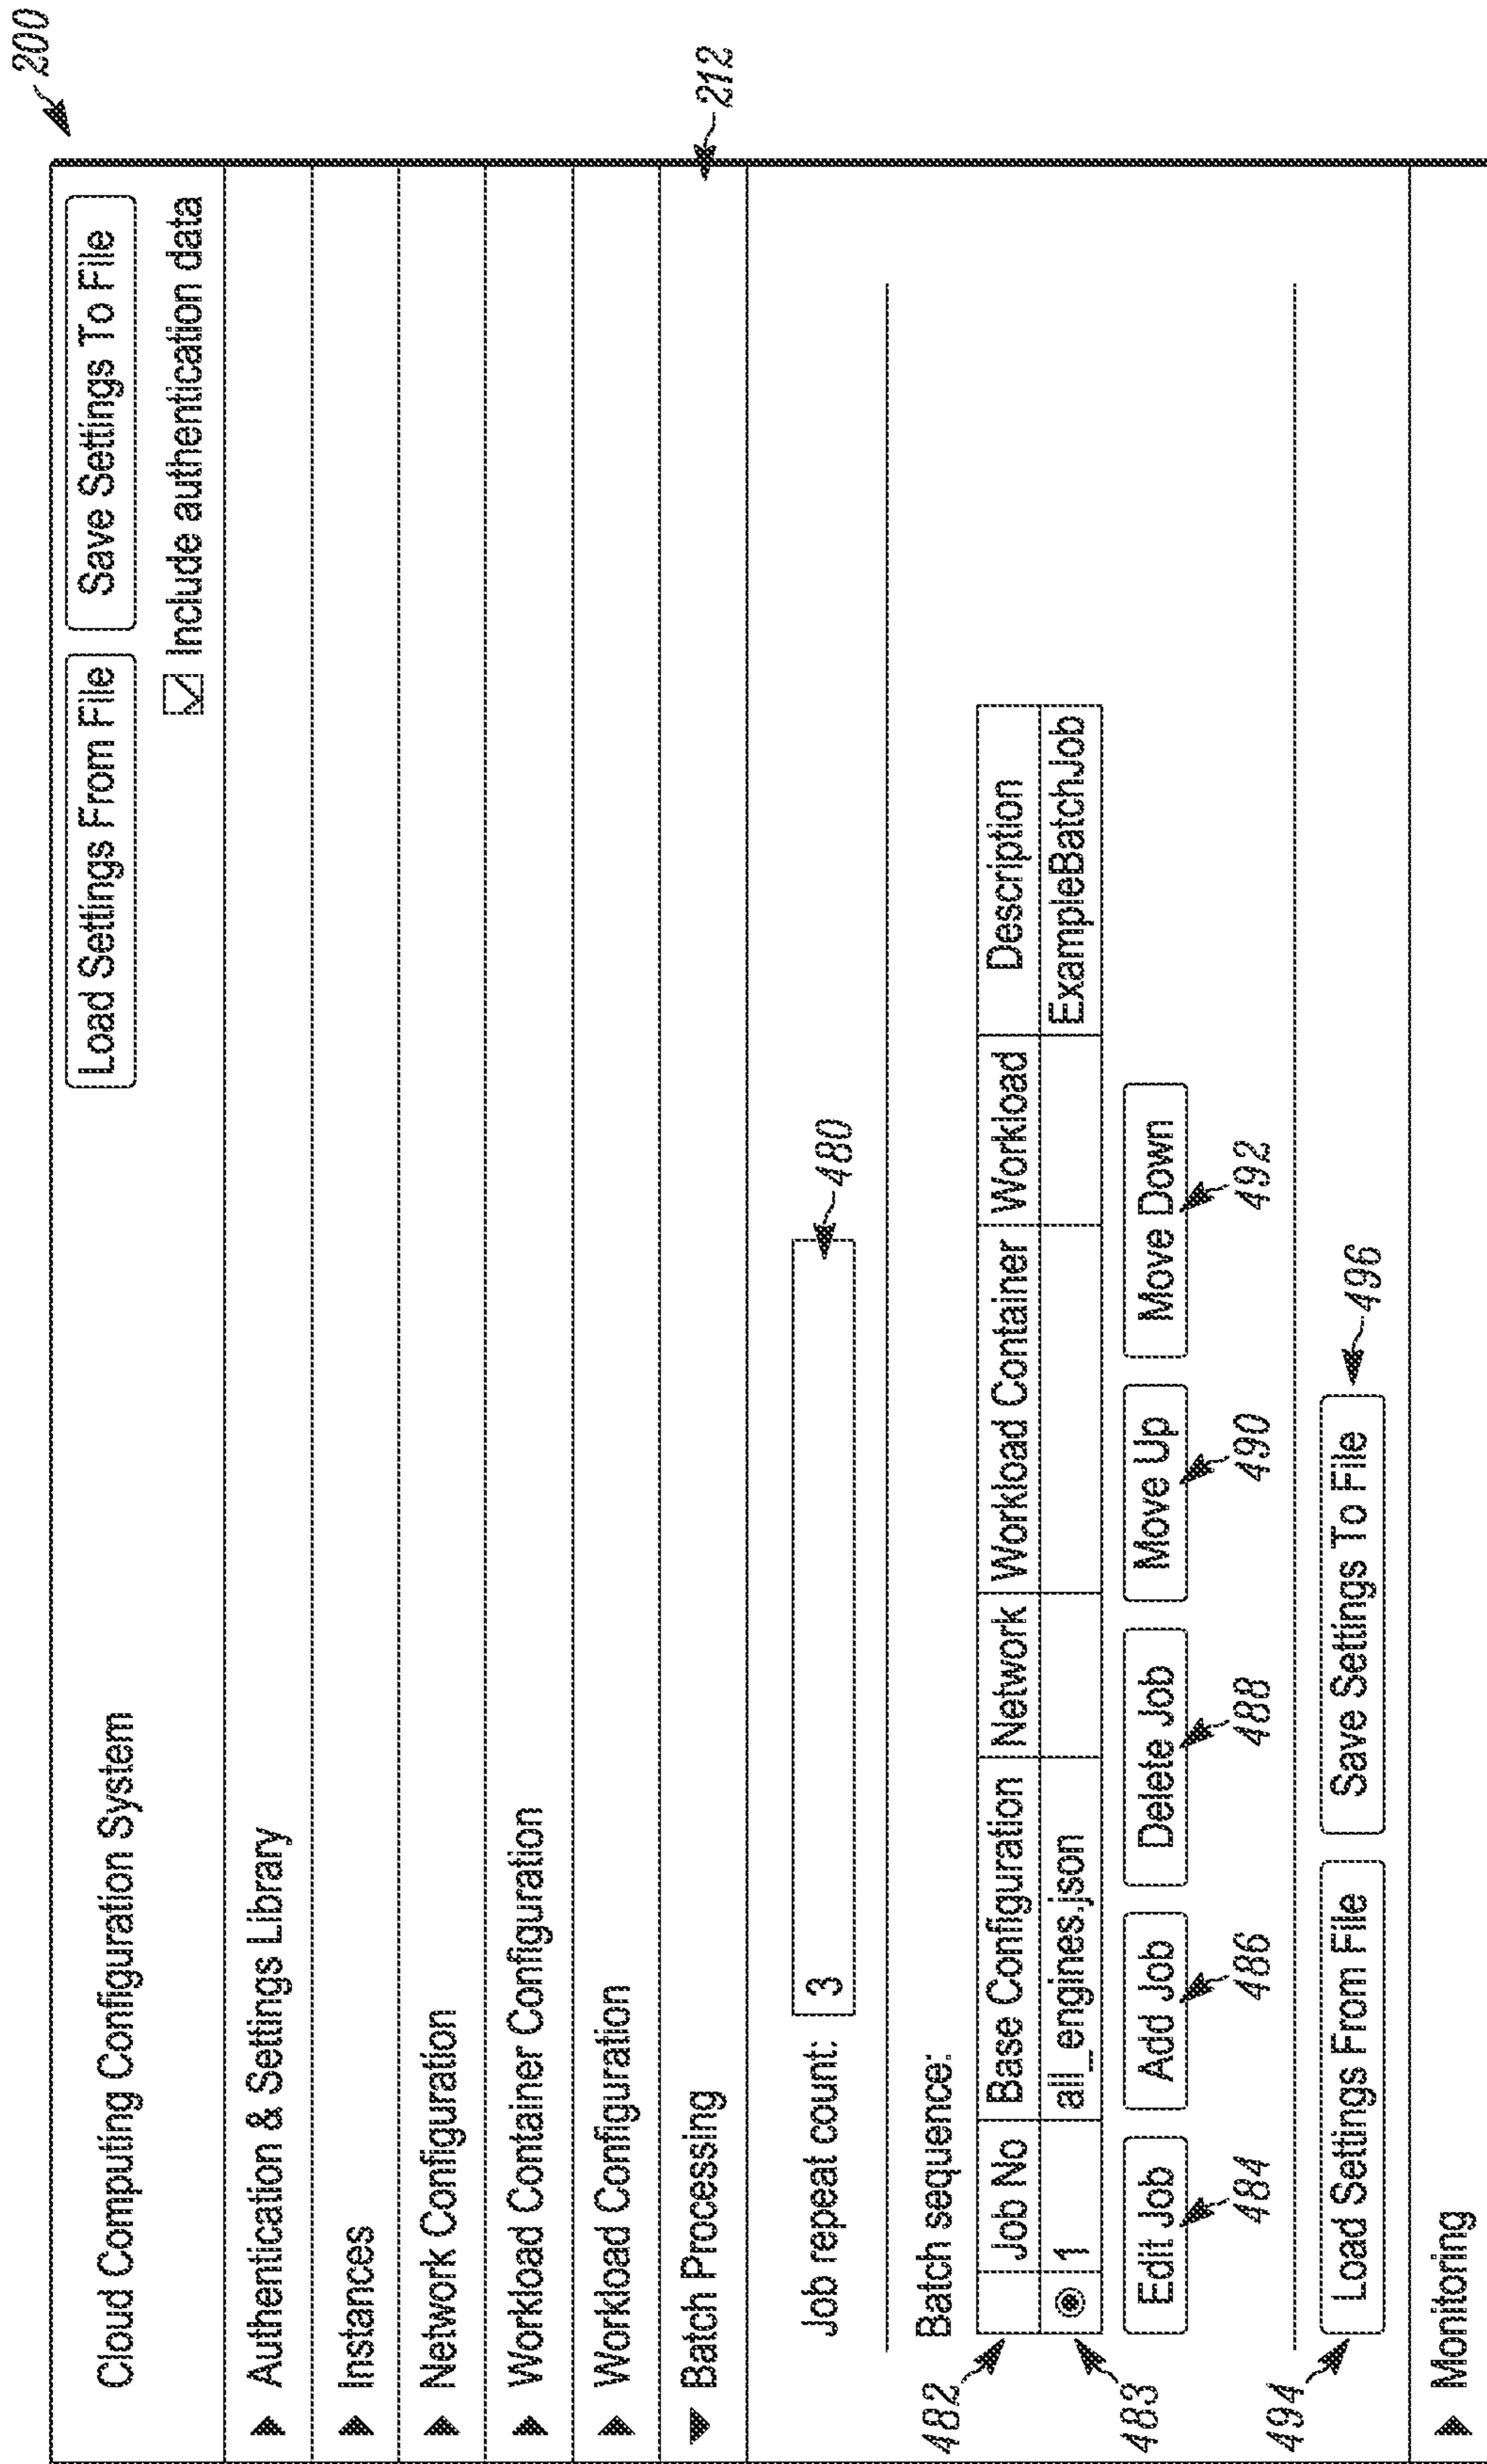 200
Cloud Computing Configuration System
Load Settings From File Save Settings To File
Include authentication data
Authentication & Settings Library
Instances
Network Configuration
Workload Container Configuration
Workload Configuration
Batch Processing
212
Job repeat count: 3
480
Batch sequence:
482
Job No Base Configuration Network Workload Container Workload Description
1 all_engines.json ExampleBatchJob
483
Edit Job Add Job Delete Job Move Up Move Down
484 486 488 490 492
494
Load Settings From File Save Settings To File
496
Monitoring